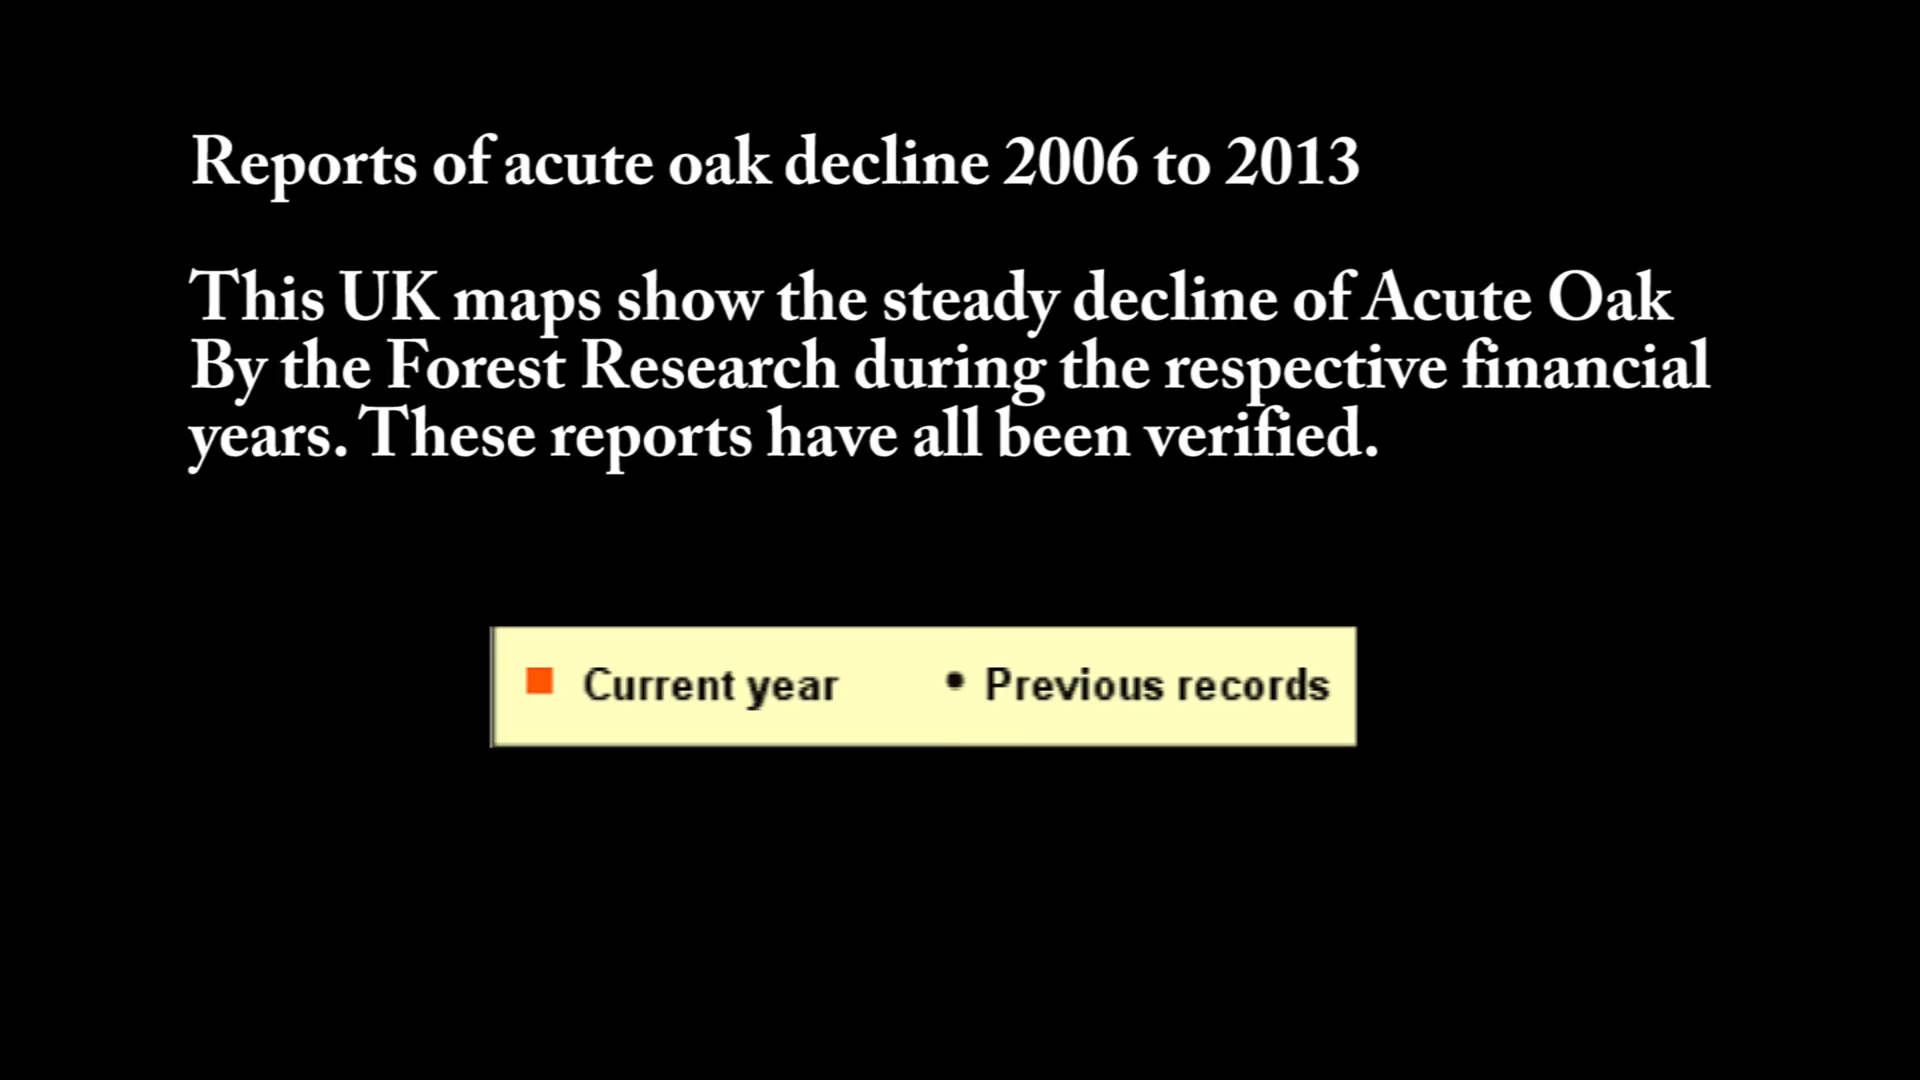 Reports of acute oak decline 2006 to 2013
This UK maps show the steady decline of Acute Oak
By the Forest Research during the respective financial
years. These reports have all been verified.
Current year
Previous records